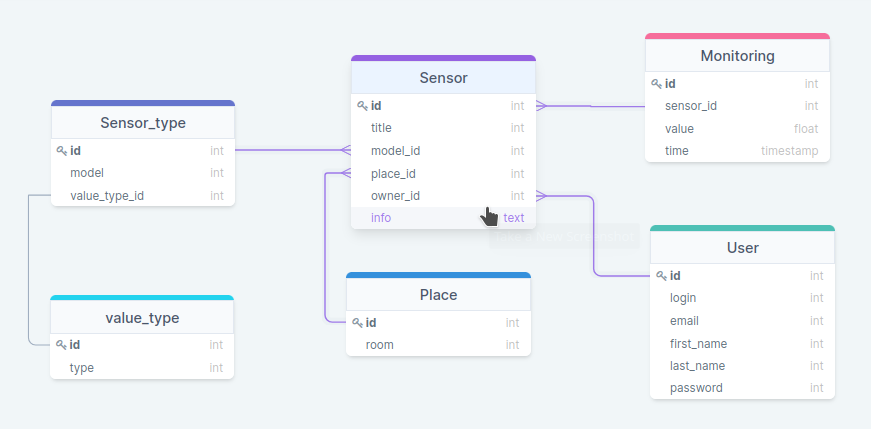 Sensor_type
id int
model int
value_type_id int
value_type
id int
type int
Sensor
id int
title int
model_id int
place_id int
owner_id int
info text
Place
id int
room int
Monitoring
id int
sensor_id int
value float
time timestamp
User
id int
login int
email int
first_name int
last_name int
password int